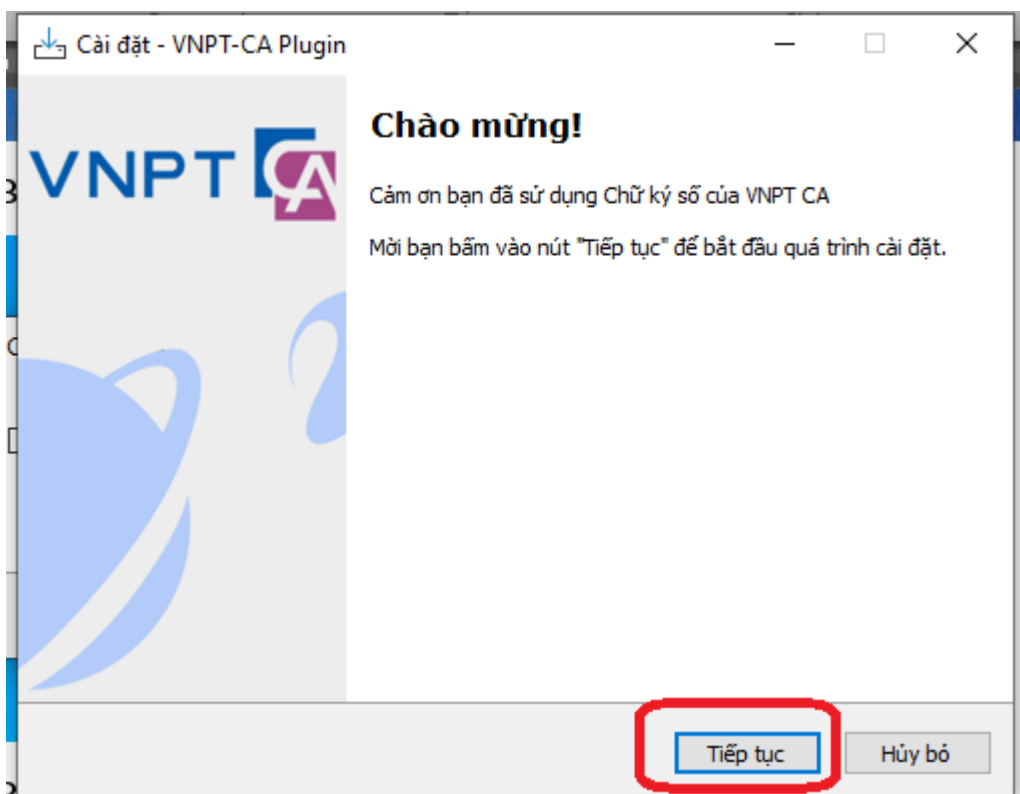 Cài đặt - VNPT-CA Plugin
VNPT CA
Chào mừng!
Cảm ơn bạn đã sử dụng Chữ ký số của VNPT CA
Mời bạn bấm vào nút "Tiếp tục" để bắt đầu quá trình cài đặt.
Tiếp tục
Hủy bỏ